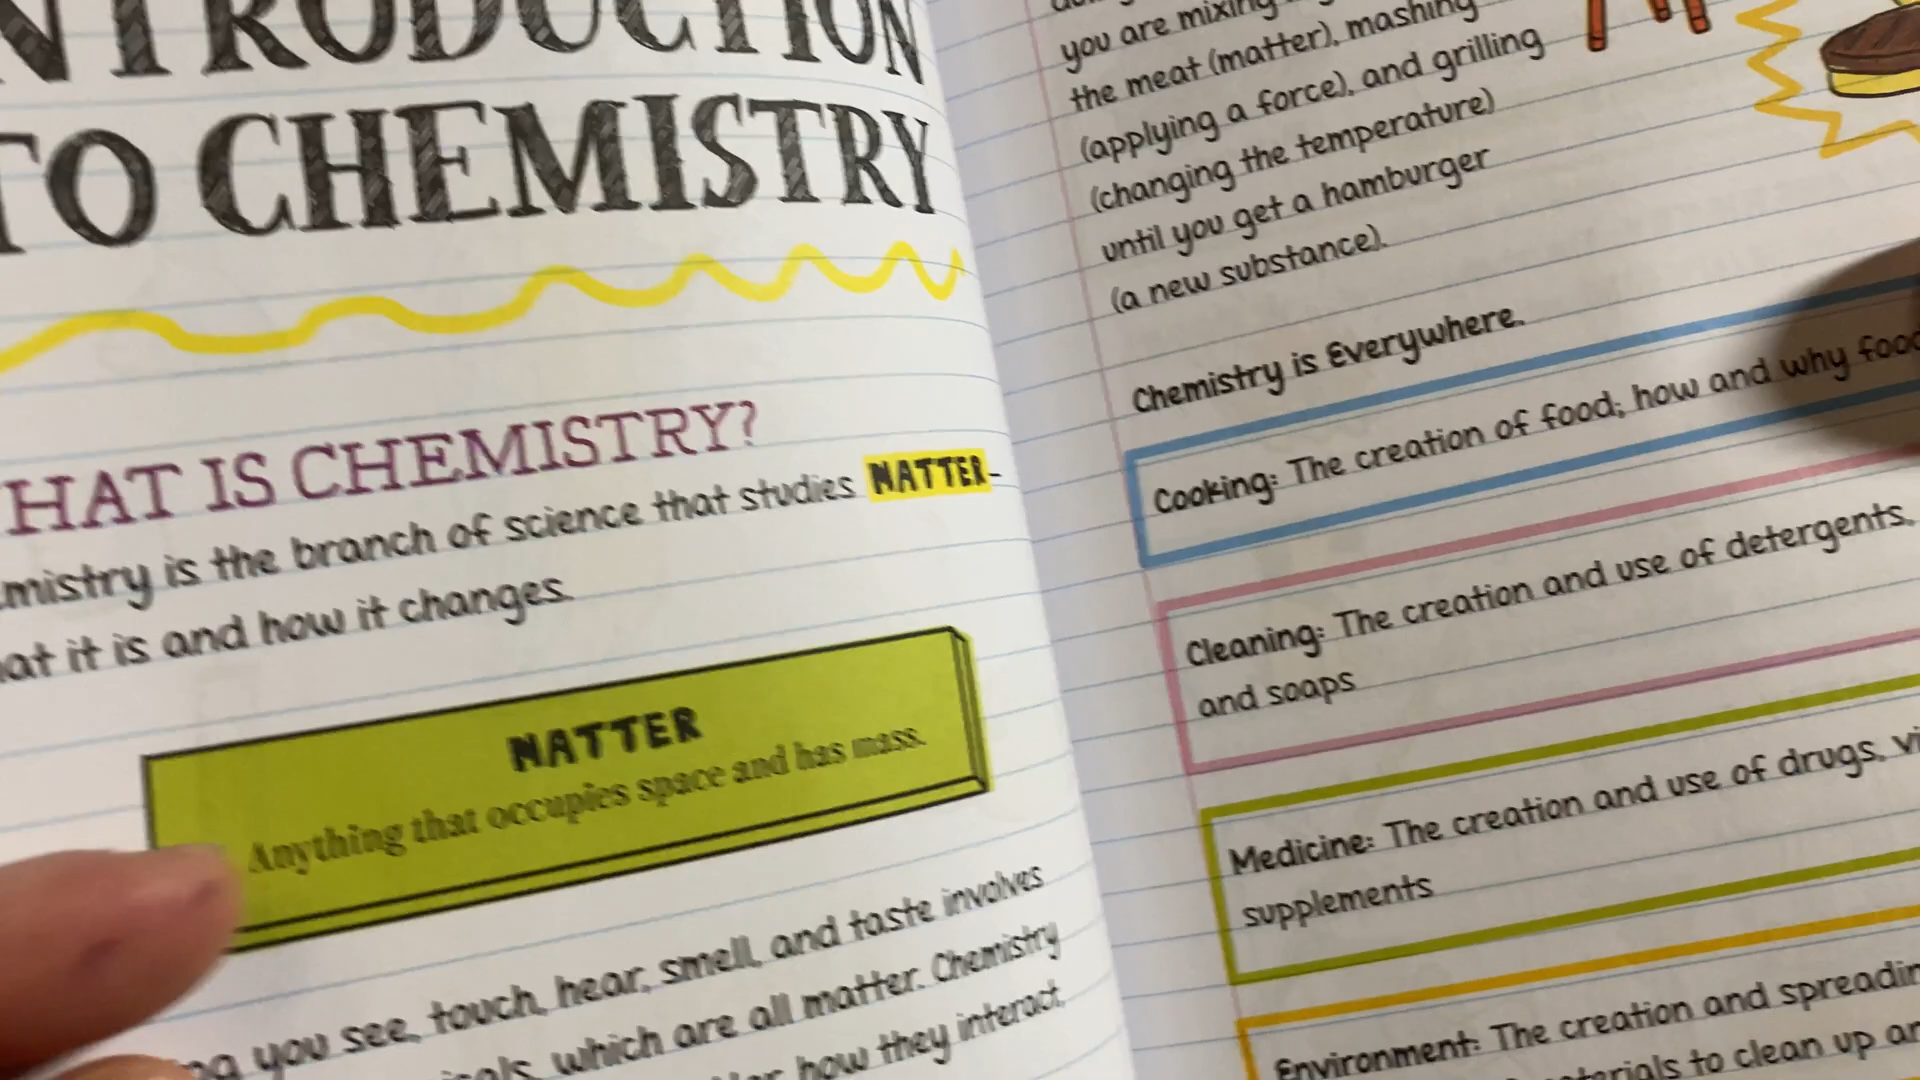 INTRODUCTION
TO CHEMISTRY
HAT IS CHEMISTRY?
mistry is the branch of science that studies MATTER-
at it is and how it changes.
MATTER
Anything that occupies space and has mass.
you see, touch, hear, smell, and taste involves
which are all matter. Chemistry
how they interact,
you are mixing
the meat (matter), mashing
(applying a force), and grilling
(changing the temperature)
until you get a hamburger
(a new substance).
Chemistry is Everywhere.
Cooking: The creation of food; how and why food
Cleaning: The creation and use of detergents,
and soaps
Medicine: The creation and use of drugs,
supplements
Environment: The creation and
to clean up